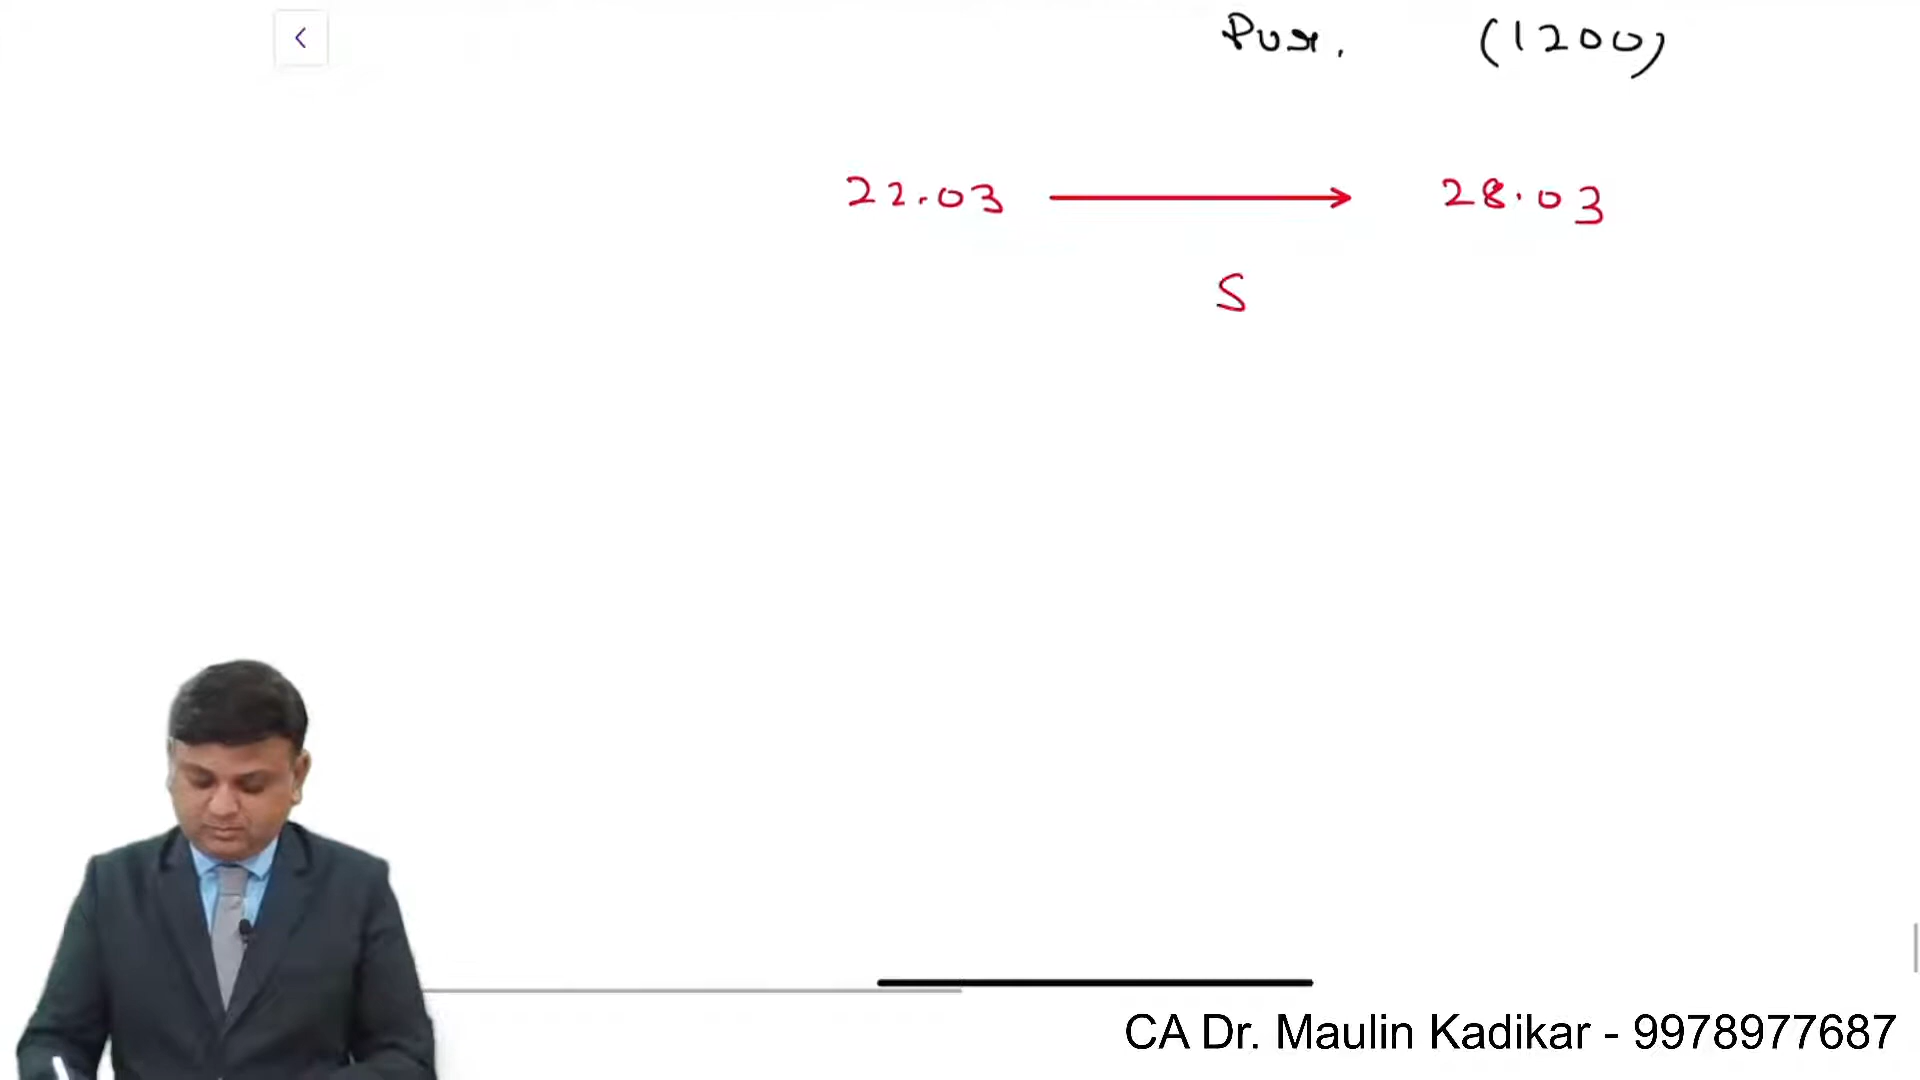 Pur. (1200)
22.03 → 28.03
S
CA Dr. Maulin Kadikar - 9978977687